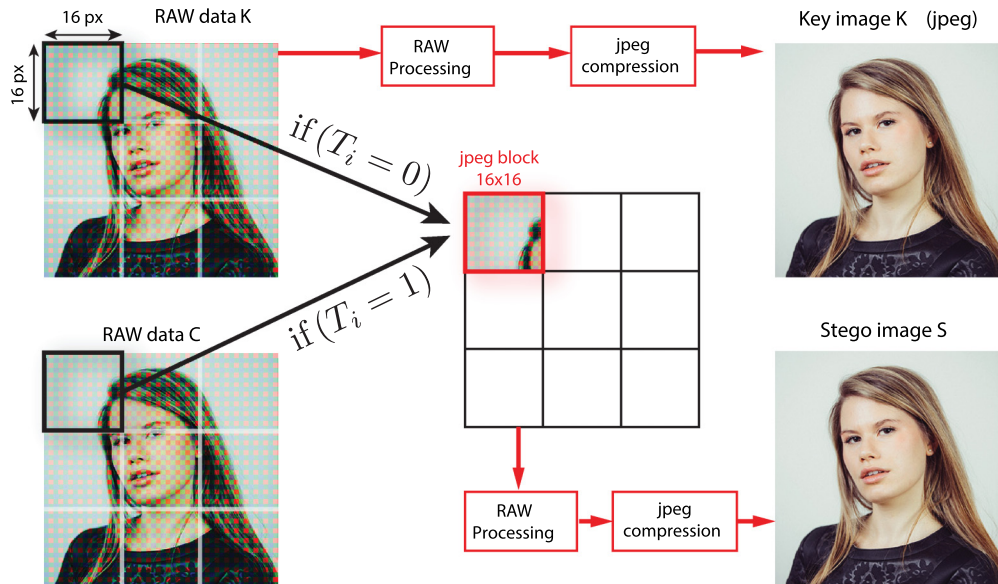 16 px
RAW data K
16 px
RAW
Processing
jpeg
compression
Key image K (jpeg)
if (T_i = 0)
jpeg block
16x16
if (T_i = 1)
RAW data C
Stego image S
RAW
Processing
jpeg
compression